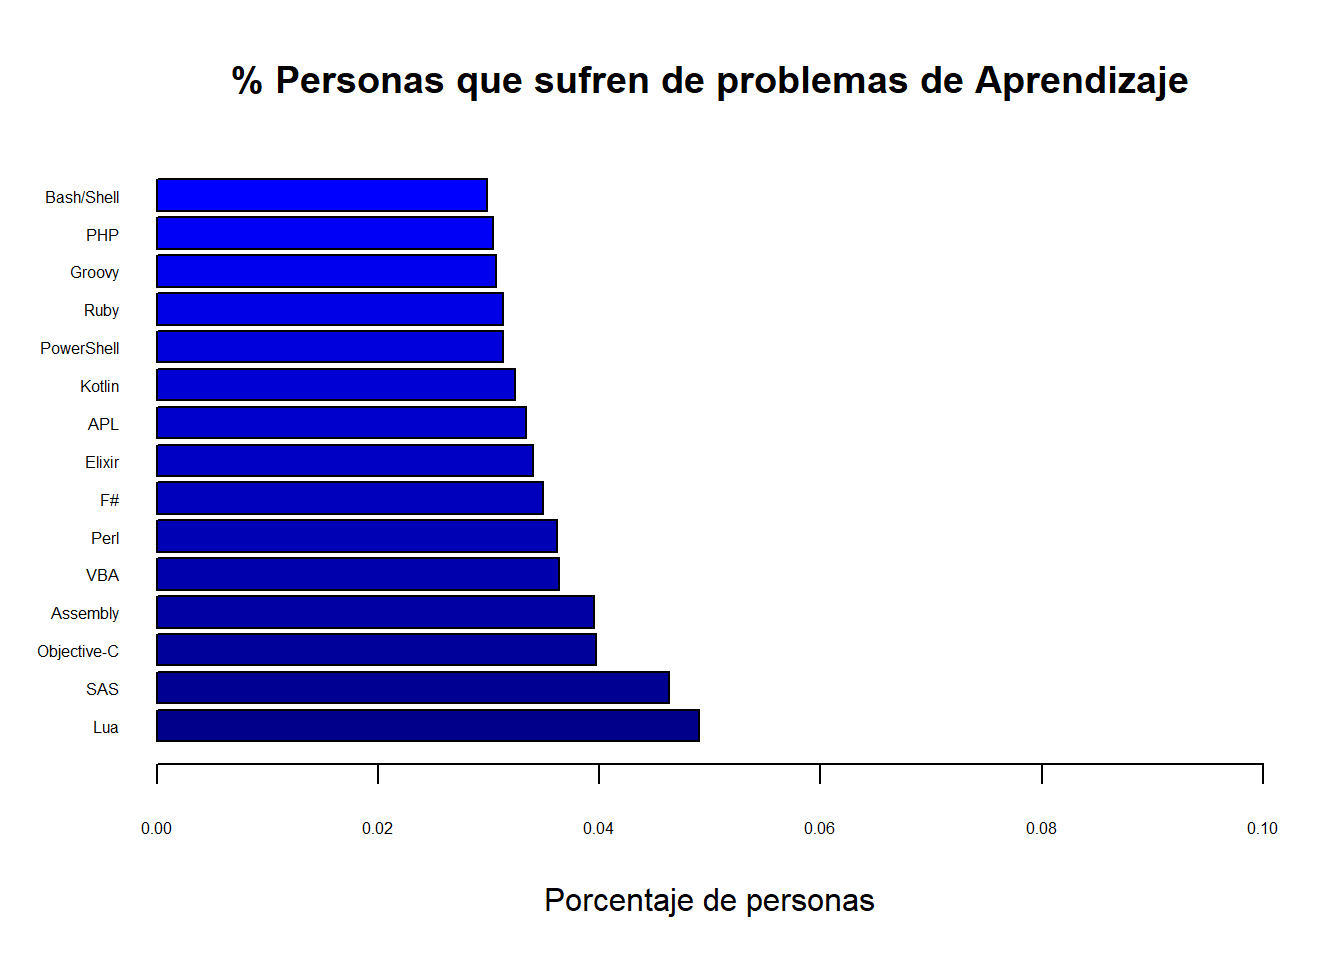 % Personas que sufren de problemas de Aprendizaje
Bash/Shell
PHP
Groovy
Ruby
PowerShell
Kotlin
APL
Elixir
F#
Perl
VBA
Assembly
Objective-C
SAS
Lua
0.00 0.02 0.04 0.06 0.08 0.10
Porcentaje de personas